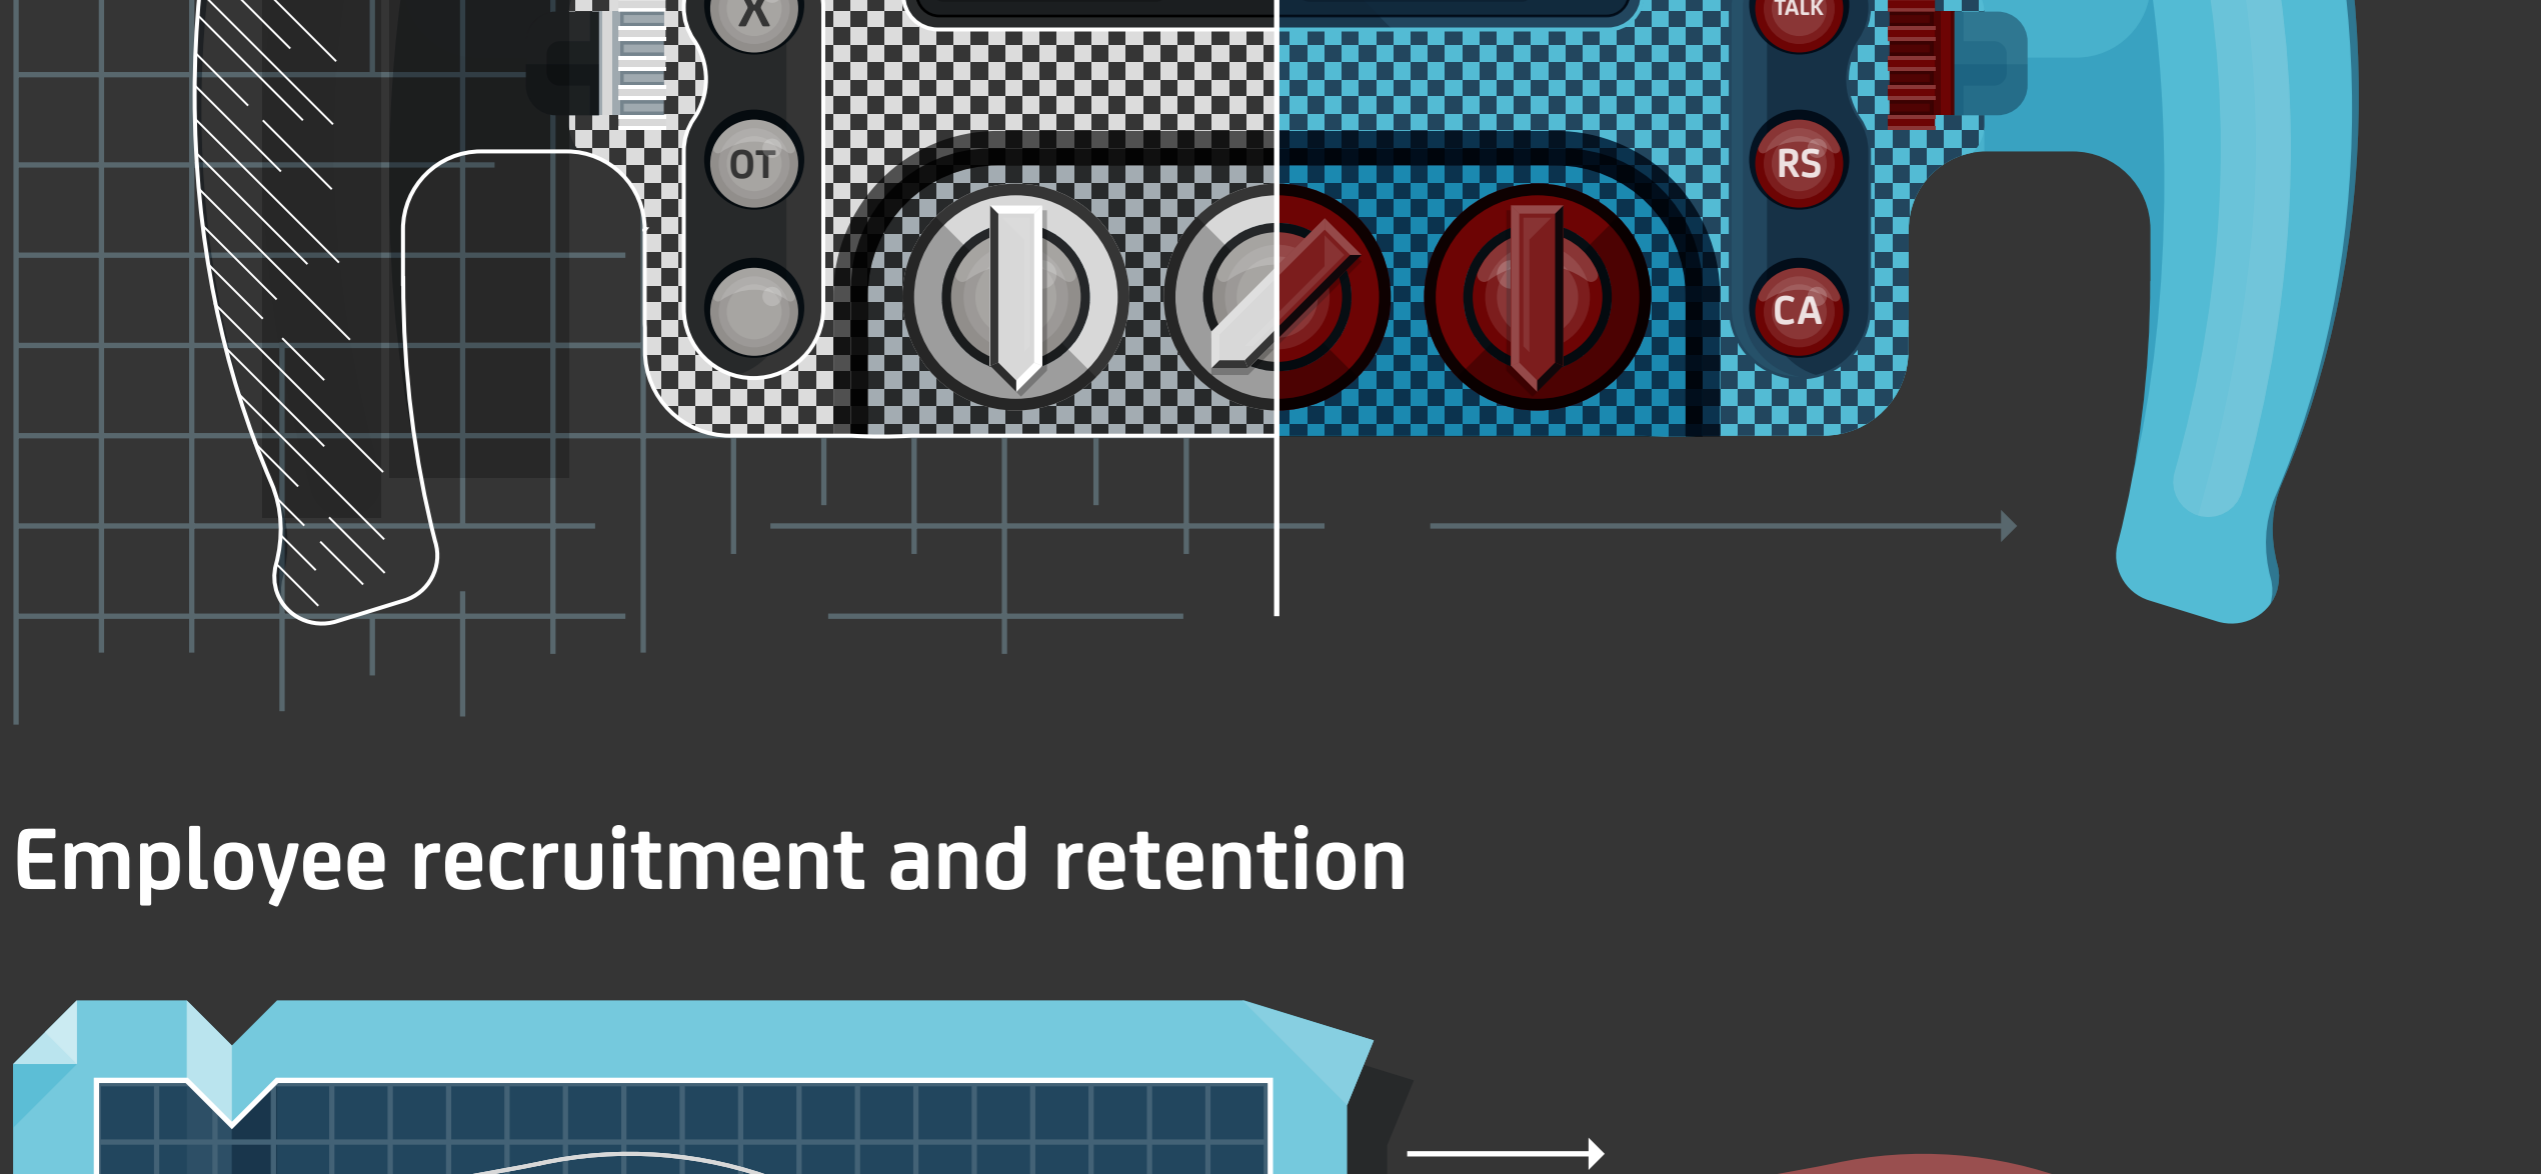 X
TALK
OT
RS
CA
Employee recruitment and retention